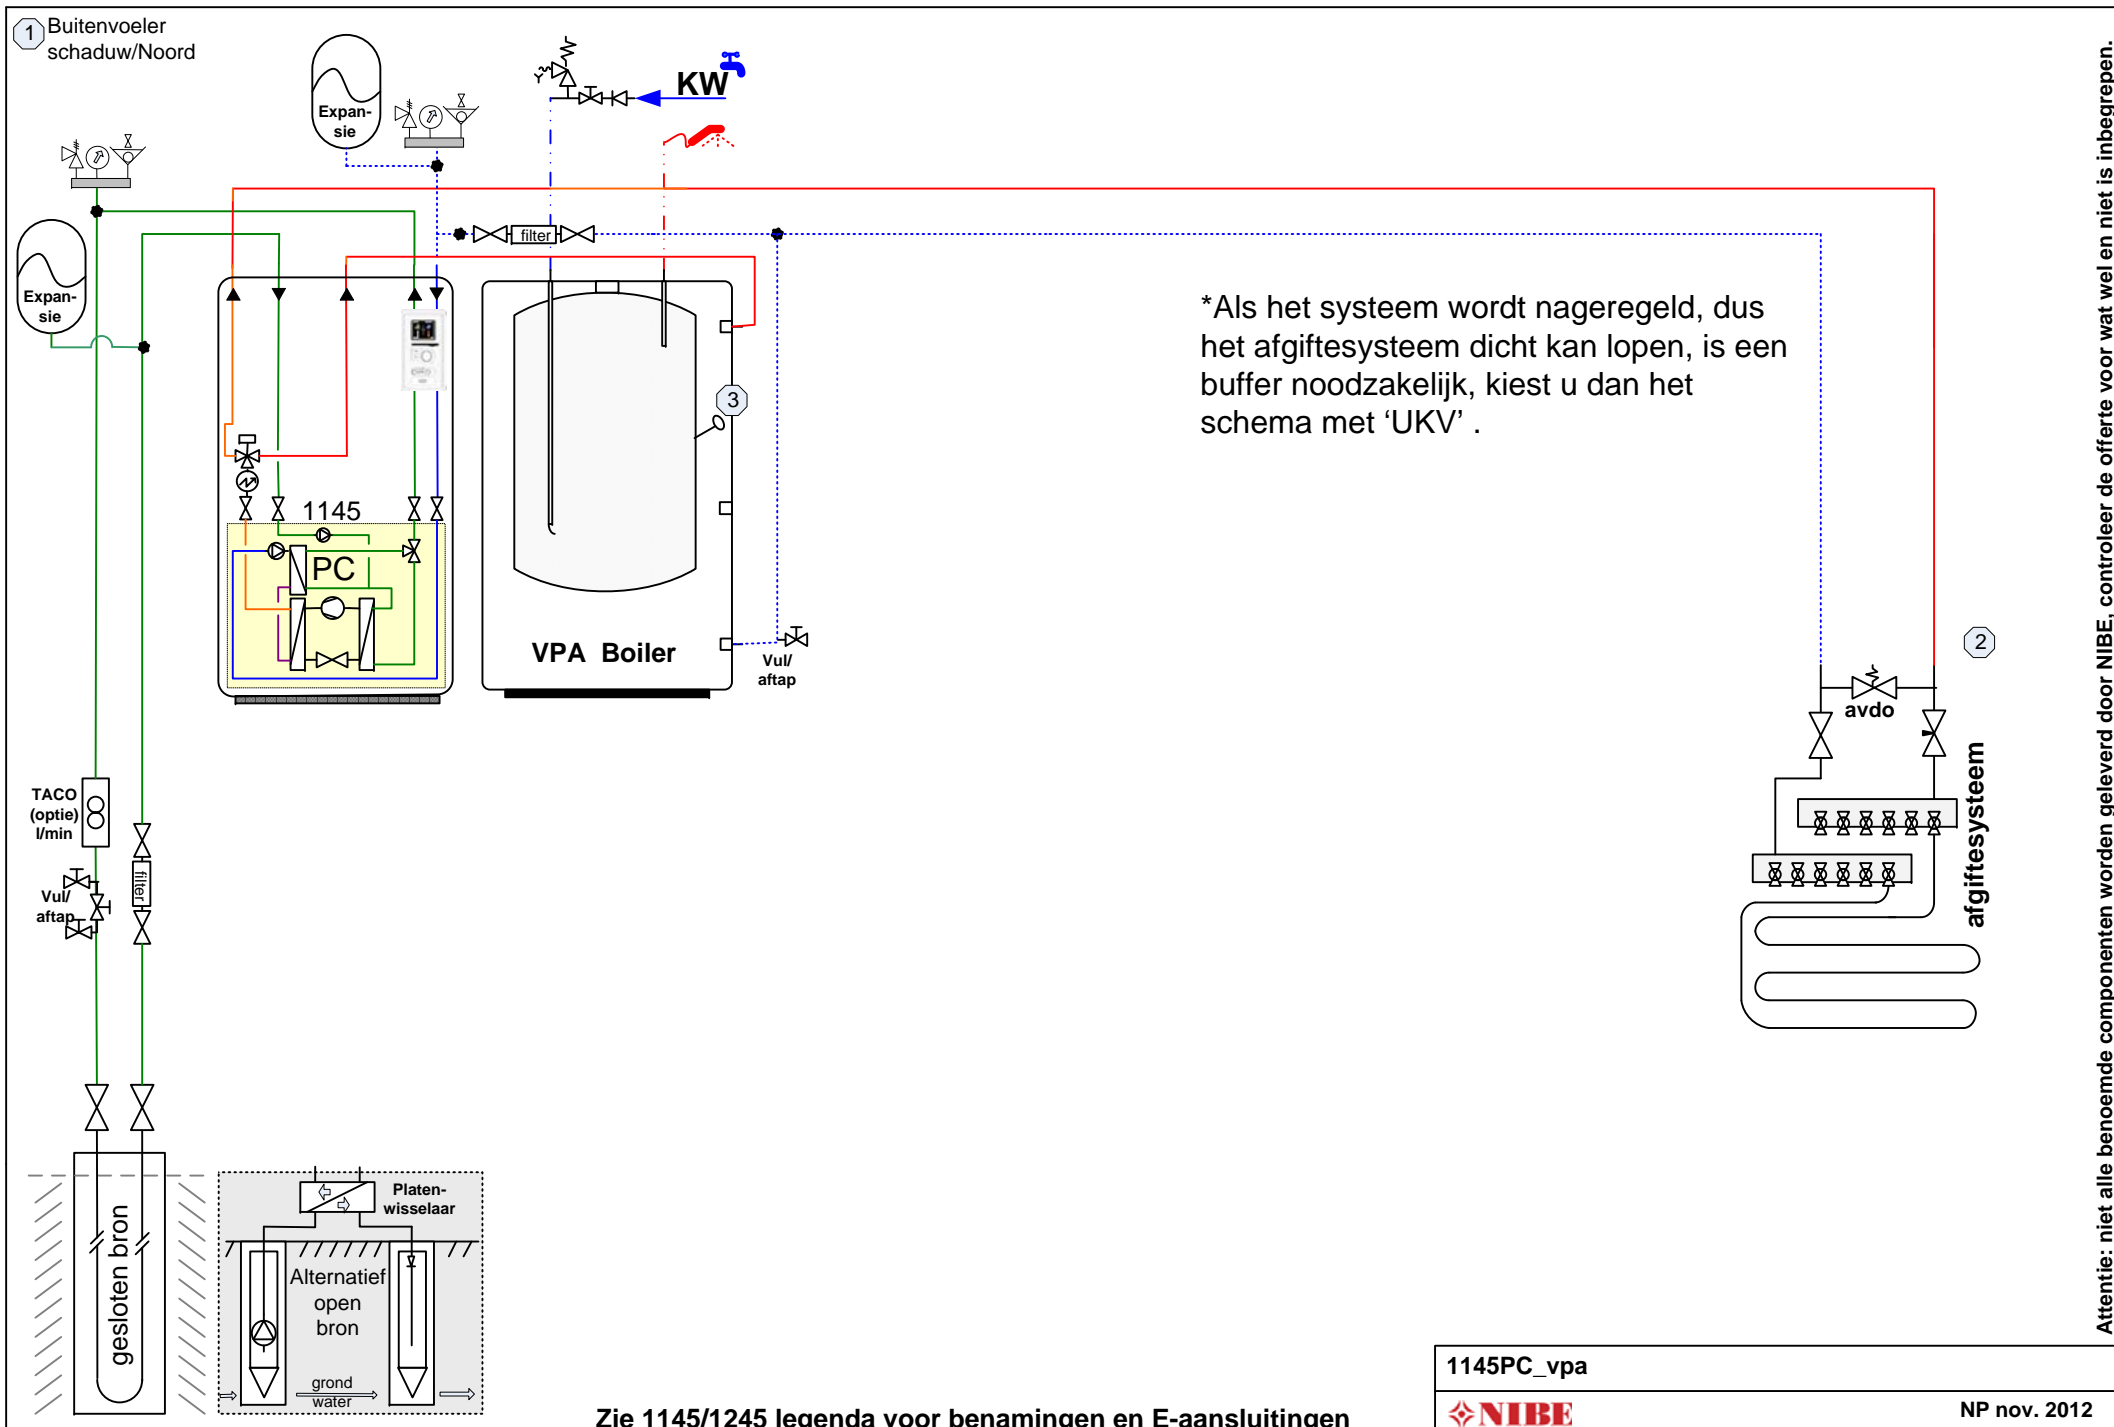 1
Buitenvoeler
schaduw/Noord
Expan-
sie
KW
Expan-
sie
filter
*Als het systeem wordt nageregeld, dus
het afgiftesysteem dicht kan lopen, is een
buffer noodzakelijk, kiest u dan het
schema met ‘UKV’ .
3
1145
PC
VPA Boiler
Vul/
aftap
2
avdo
afgiftesysteem
TACO
(optie)
l/min
Vul/
aftap
filter
gesloten bron
Platen-
wisselaar
Alternatief
open
bron
grond
water
Zie 1145/1245 legenda voor benamingen en E-aansluitingen
1145PC_vpa
NIBE
NP nov. 2012
Attentie: niet alle benoemde componenten worden geleverd door NIBE, controleer de offerte voor wat wel en niet is inbegrepen.